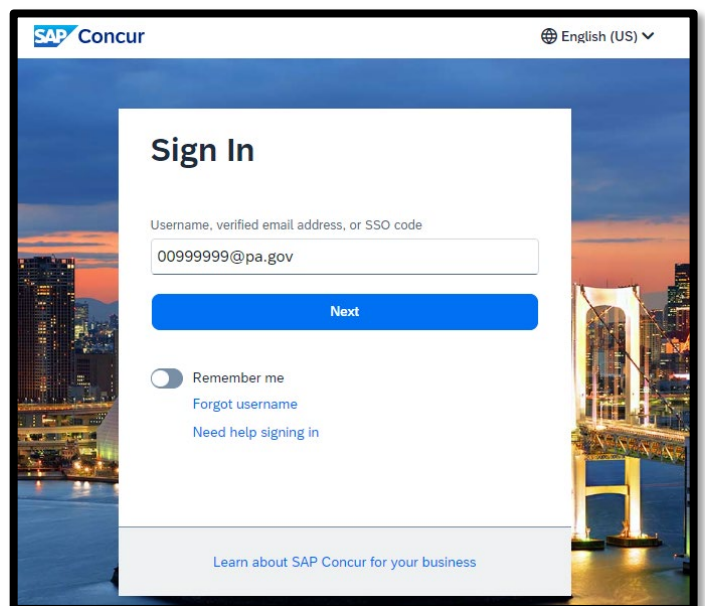 SAP Concur
English (US)
Sign In
Username, verified email address, or SSO code
00999999@pa.gov
Next
Remember me
Forgot username
Need help signing in
Learn about SAP Concur for your business